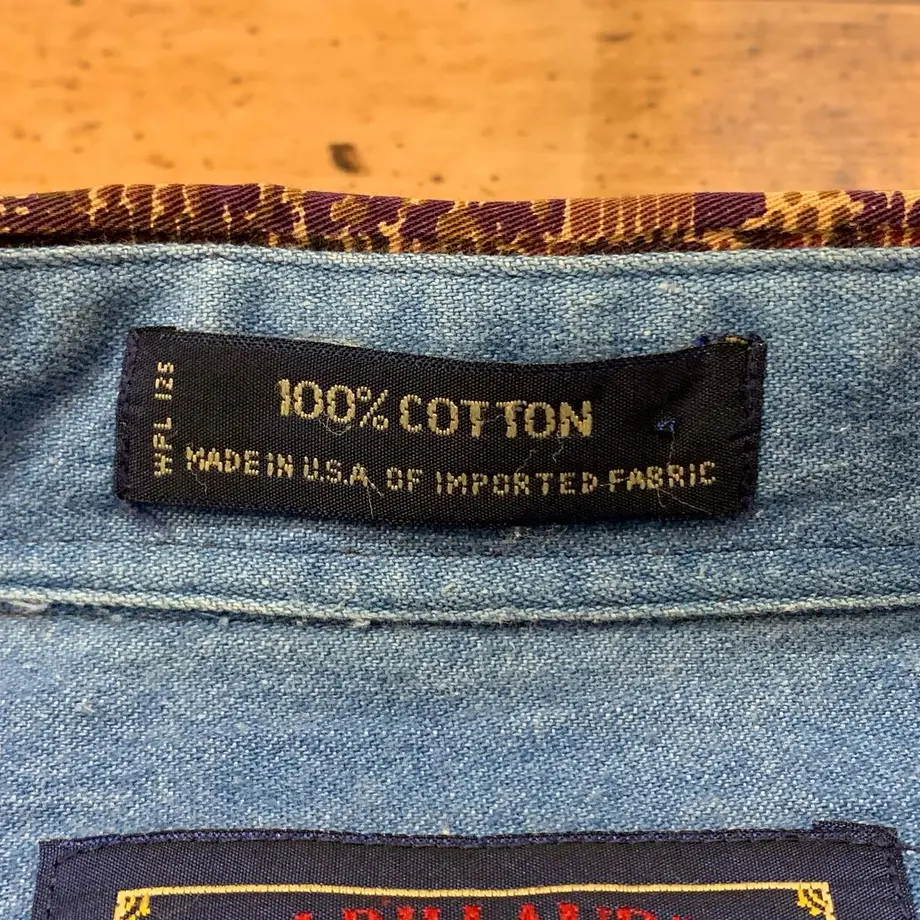 WPL 125
100% COTTON
MADE IN U.S.A. OF IMPORTED FABRIC